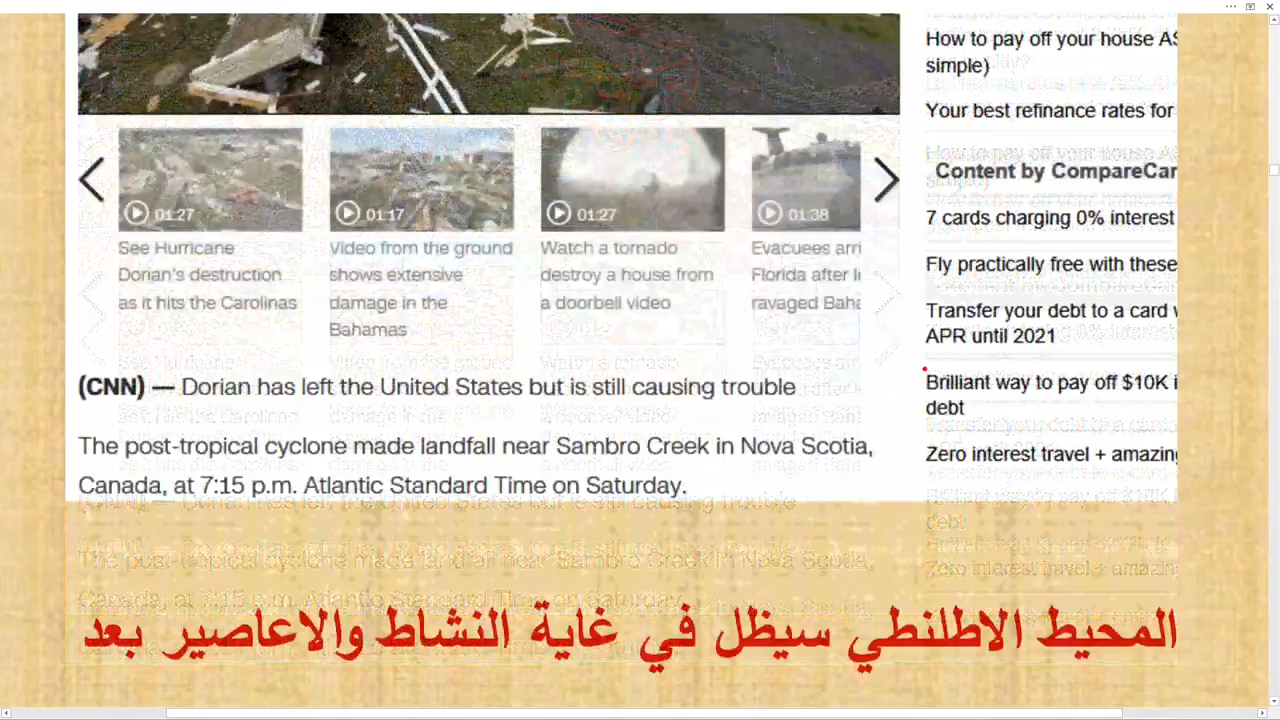 01:27
01:17
01:27
01:38
See Hurricane
Dorian's destruction
as it hits the Carolinas
Video from the ground
shows extensive
damage in the
Bahamas
Watch a tornado
destroy a house from
a doorbell video
Evacuees arri
Florida after
ravaged Baha
(CNN) — Dorian has left the United States but is still causing trouble
The post-tropical cyclone made landfall near Sambro Creek in Nova Scotia,
Canada, at 7:15 p.m. Atlantic Standard Time on Saturday.
How to pay off your house AS
simple)
Your best refinance rates for
Content by CompareCar
7 cards charging 0% interest
Fly practically free with these
Transfer your debt to a card
APR until 2021
Brilliant way to pay off $10K i
debt
Zero interest travel + amazing
المحيط الاطلنطي سيظل في غاية النشاط والاعاصير بعد